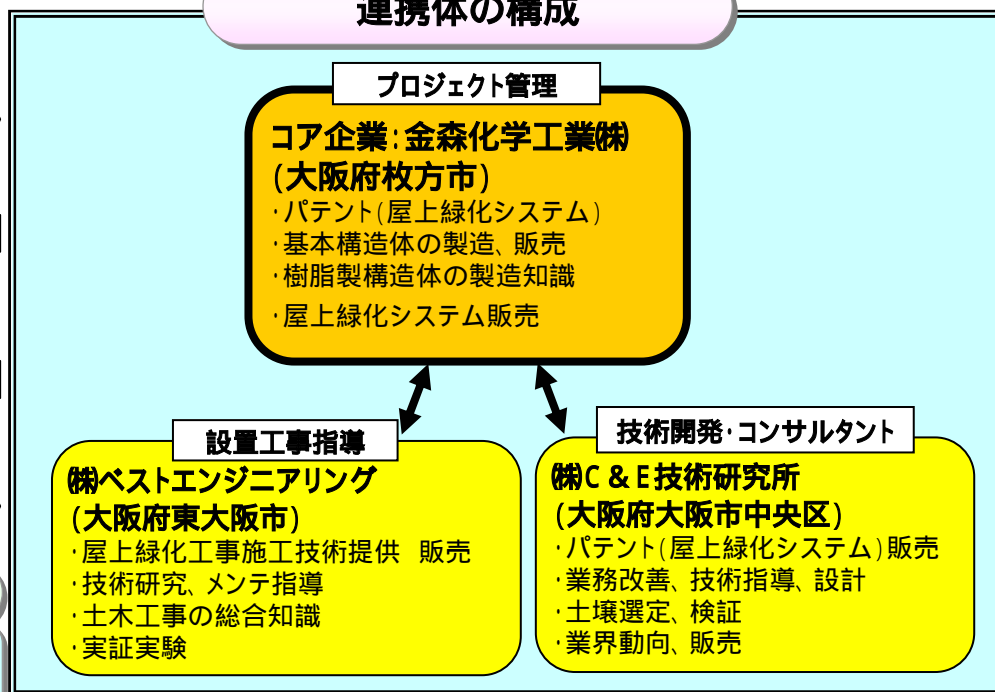 連携体の構成
プロジェクト管理
コア企業:金森化学工業㈱
(大阪府枚方市)
・パテント(屋上緑化システム)
・基本構造体の製造、販売
・樹脂製構造体の製造知識
・屋上緑化システム販売
設置工事指導
㈱ベストエンジニアリング
(大阪府東大阪市)
・屋上緑化工事施工技術提供　販売
・技術研究、メンテ指導
・土木工事の総合知識
・実証実験
技術開発・コンサルタント
㈱C&E技術研究所
(大阪府大阪市中央区)
・パテント(屋上緑化システム)販売
・業務改善、技術指導、設計
・土壌選定、検証
・業界動向、販売